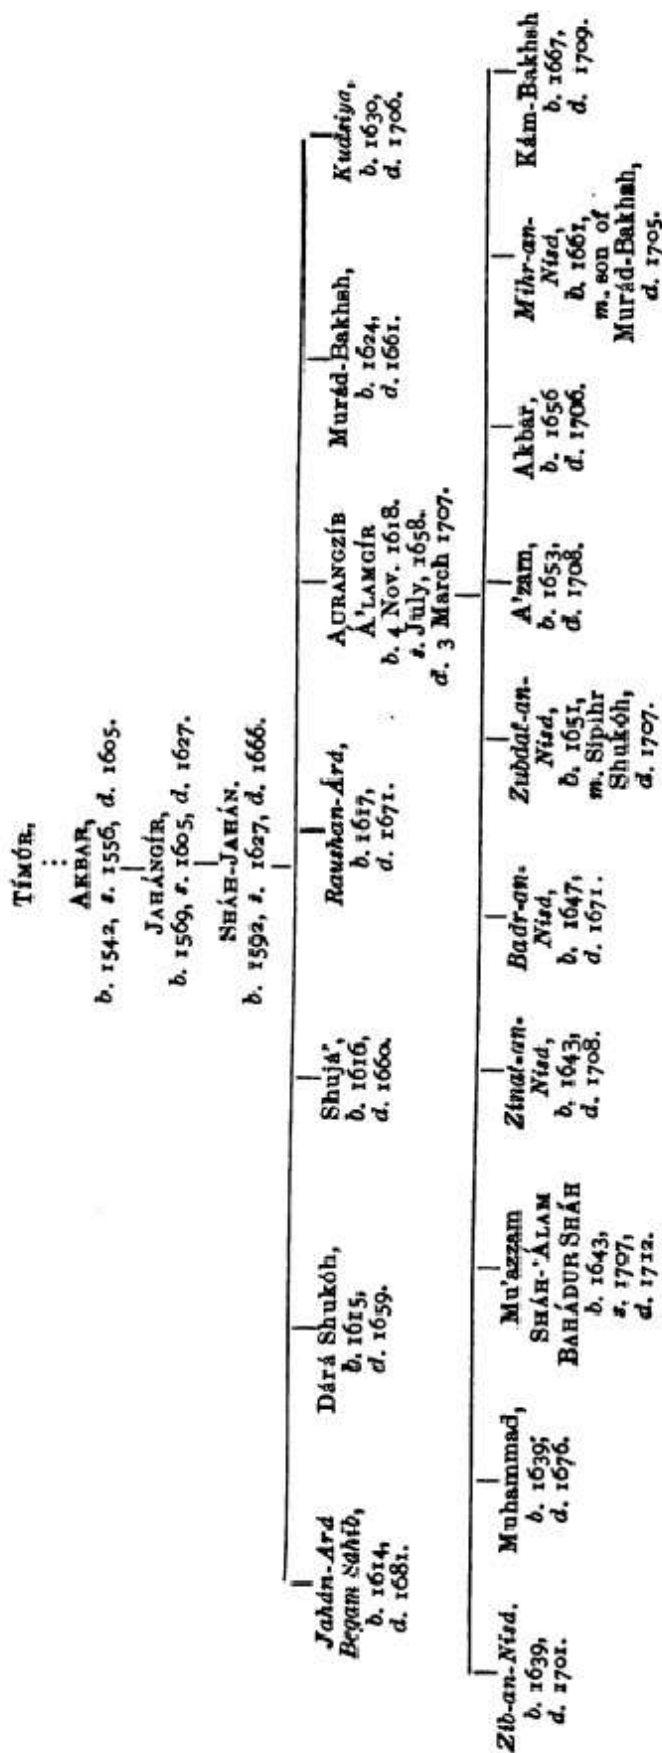 TÍMÚR,
AKBAR,
b. 1542, s. 1556, d. 1605.
JAHÁNGÍR,
b. 1569, s. 1605, d. 1627.
SHÁH-JAHÁN.
b. 1592, s. 1627, d. 1666.
Jahán-Árá
Begam Sáhib,
b. 1614,
d. 1681.
Dárá Shukóh,
b. 1615,
d. 1659.
Shujá',
b. 1616,
d. 1660.
Raushan-Árá,
b. 1617,
d. 1671.
AURANGZÍB
Á'LAMGÍR
b. 4 Nov. 1618.
s. July, 1658.
d. 3 March 1707.
Murád-Bakhsh,
b. 1624,
d. 1661.
Kudsiya,
b. 1630,
d. 1706.
Zib-an-Nisá.
b. 1639,
d. 1701.
Muhammad,
b. 1639;
d. 1676.
Mu'azzam
SHÁH-'ÁLAM
BAHÁDUR SHÁH
b. 1643,
s. 1707,
d. 1712.
Zínat-an-
Nisá,
b. 1643,
d. 1708.
Badr-an-
Nisá,
b. 1647,
d. 1671.
Zubdat-an-
Nisá,
b. 1651,
m. Sipihr
Shukóh,
d. 1707.
A'zam,
b. 1653,
d. 1708.
Akbar,
b. 1656
d. 1706.
Mihr-an-
Nisá,
b. 1661,
m. son of
Murád-Bakhsh,
d. 1705.
Kám-Bakhsh
b. 1667,
d. 1709.